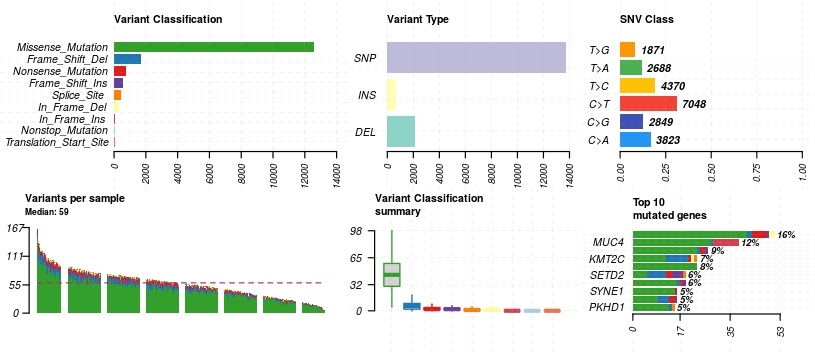 Variant Classification
Missense_Mutation
Frame_Shift_Del
Nonsense_Mutation
Frame_Shift_Ins
Splice_Site
In_Frame_Del
In_Frame_Ins
Nonstop_Mutation
Translation_Start_Site
0
2000
4000
6000
8000
10000
12000
14000
Variant Type
SNP
INS
DEL
0
2000
4000
6000
8000
10000
12000
14000
SNV Class
T>G 1871
T>A 2688
T>C 4370
C>T 7048
C>G 2849
C>A 3823
0.00
0.25
0.50
0.75
1.00
Variants per sample
Median: 59
167
111
55
0
Variant Classification
summary
98
65
32
0
Top 10
mutated genes
16%
MUC4 12%
9%
KMT2C 7%
8%
SETD2 6%
6%
SYNE1 5%
5%
PKHD1 5%
0
17
35
53